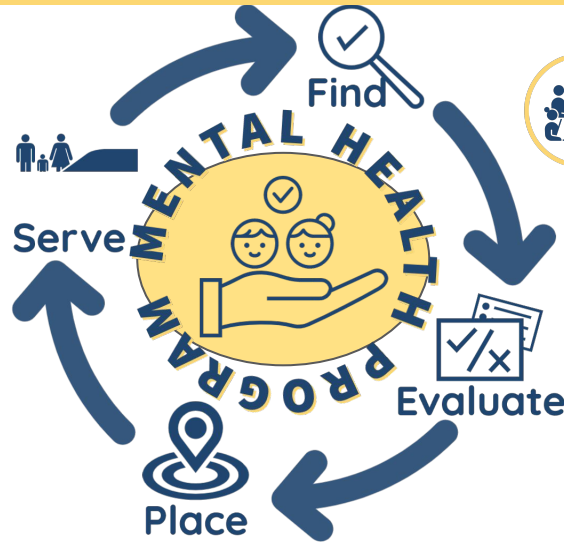 Find
MENTAL HEALTH
PROGRAM
Serve
Evaluate
Place